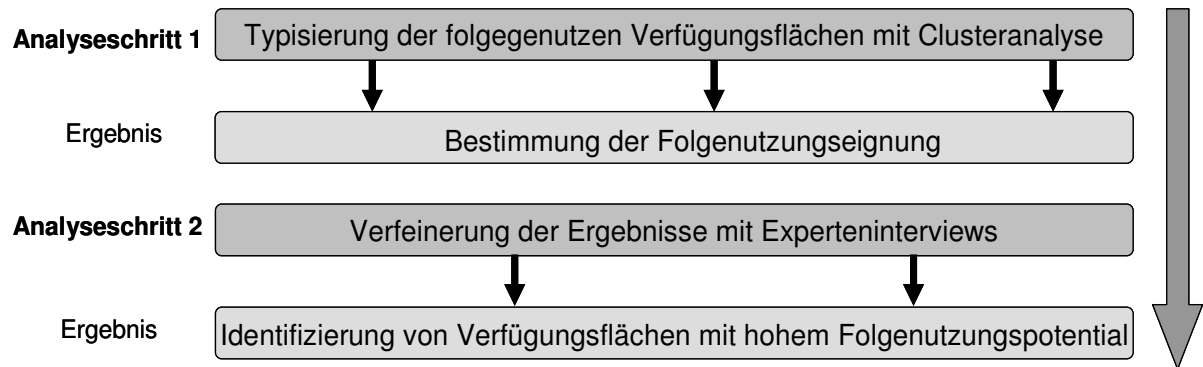 Analyseschritt 1
Typisierung der folgegenutzen Verfügungsflächen mit Clusteranalyse
Ergebnis
Bestimmung der Folgenutzungseignung
Analyseschritt 2
Verfeinerung der Ergebnisse mit Experteninterviews
Ergebnis
Identifizierung von Verfügungsflächen mit hohem Folgenutzungspotential